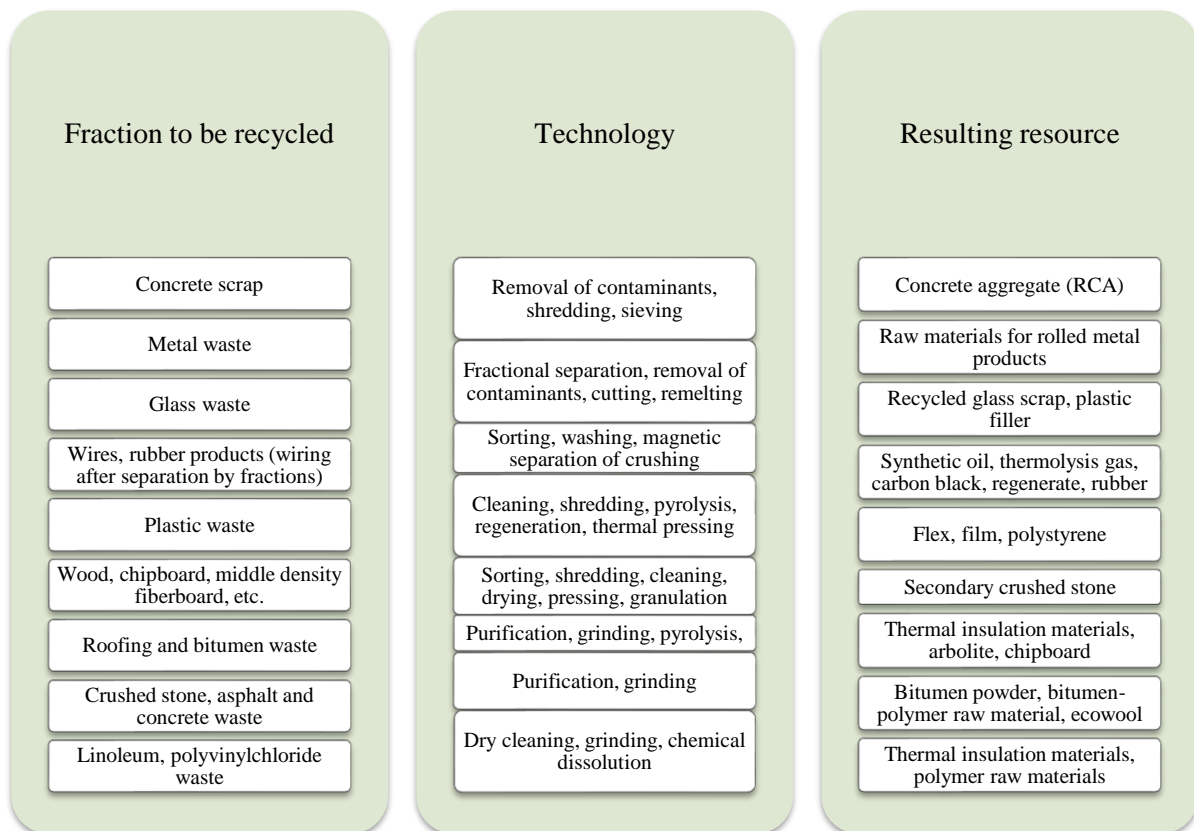 Fraction to be recycled
Concrete scrap
Metal waste
Glass waste
Wires, rubber products (wiring
after separation by fractions)
Plastic waste
Wood, chipboard, middle density
fiberboard, etc.
Roofing and bitumen waste
Crushed stone, asphalt and
concrete waste
Linoleum, polyvinylchloride
waste
Technology
Removal of contaminants,
shredding, sieving
Fractional separation, removal of
contaminants, cutting, remelting
Sorting, washing, magnetic
separation of crushing
Cleaning, shredding, pyrolysis,
regeneration, thermal pressing
Sorting, shredding, cleaning,
drying, pressing, granulation
Purification, grinding, pyrolysis,
Purification, grinding
Dry cleaning, grinding, chemical
dissolution
Resulting resource
Concrete aggregate (RCA)
Raw materials for rolled metal
products
Recycled glass scrap, plastic
filler
Synthetic oil, thermolysis gas,
carbon black, regenerate, rubber
Flex, film, polystyrene
Secondary crushed stone
Thermal insulation materials,
arbolite, chipboard
Bitumen powder, bitumen-
polymer raw material, ecowool
Thermal insulation materials,
polymer raw materials